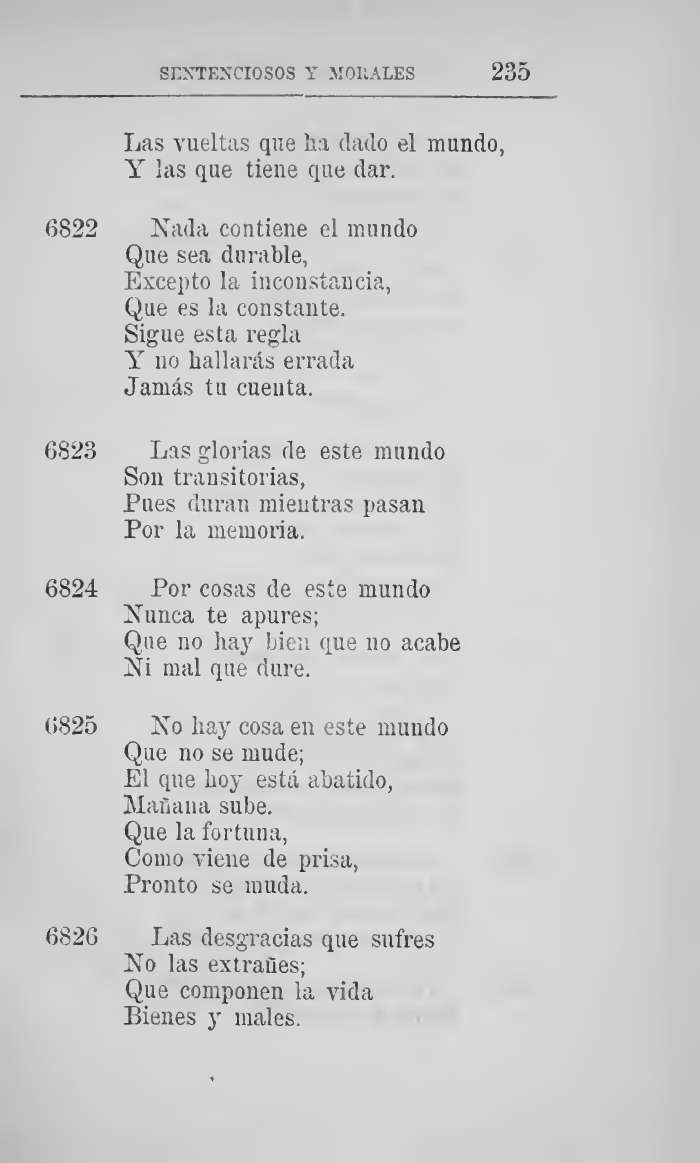 SENTENCIOSOS Y MORALES 235
Las vueltas que ha dado el mundo,
Y las que tiene que dar.
6822 Nada contiene el mundo
Que sea durable,
Excepto la inconstancia,
Que es la constante.
Sigue esta regla
Y no hallarás errada
Jamás tu cuenta.
6823 Las glorias de este mundo
Son transitorias,
Pues duran mientras pasan
Por la memoria.
6824 Por cosas de este mundo
Nunca te apures;
Que no hay bien que no acabe
Ni mal que dure.
6825 No hay cosa en este mundo
Que no se mude;
El que hoy está abatido,
Mañana sube.
Que la fortuna,
Como viene de prisa,
Pronto se muda.
6826 Las desgracias que sufres
No las extrañes;
Que componen la vida
Bienes y males.